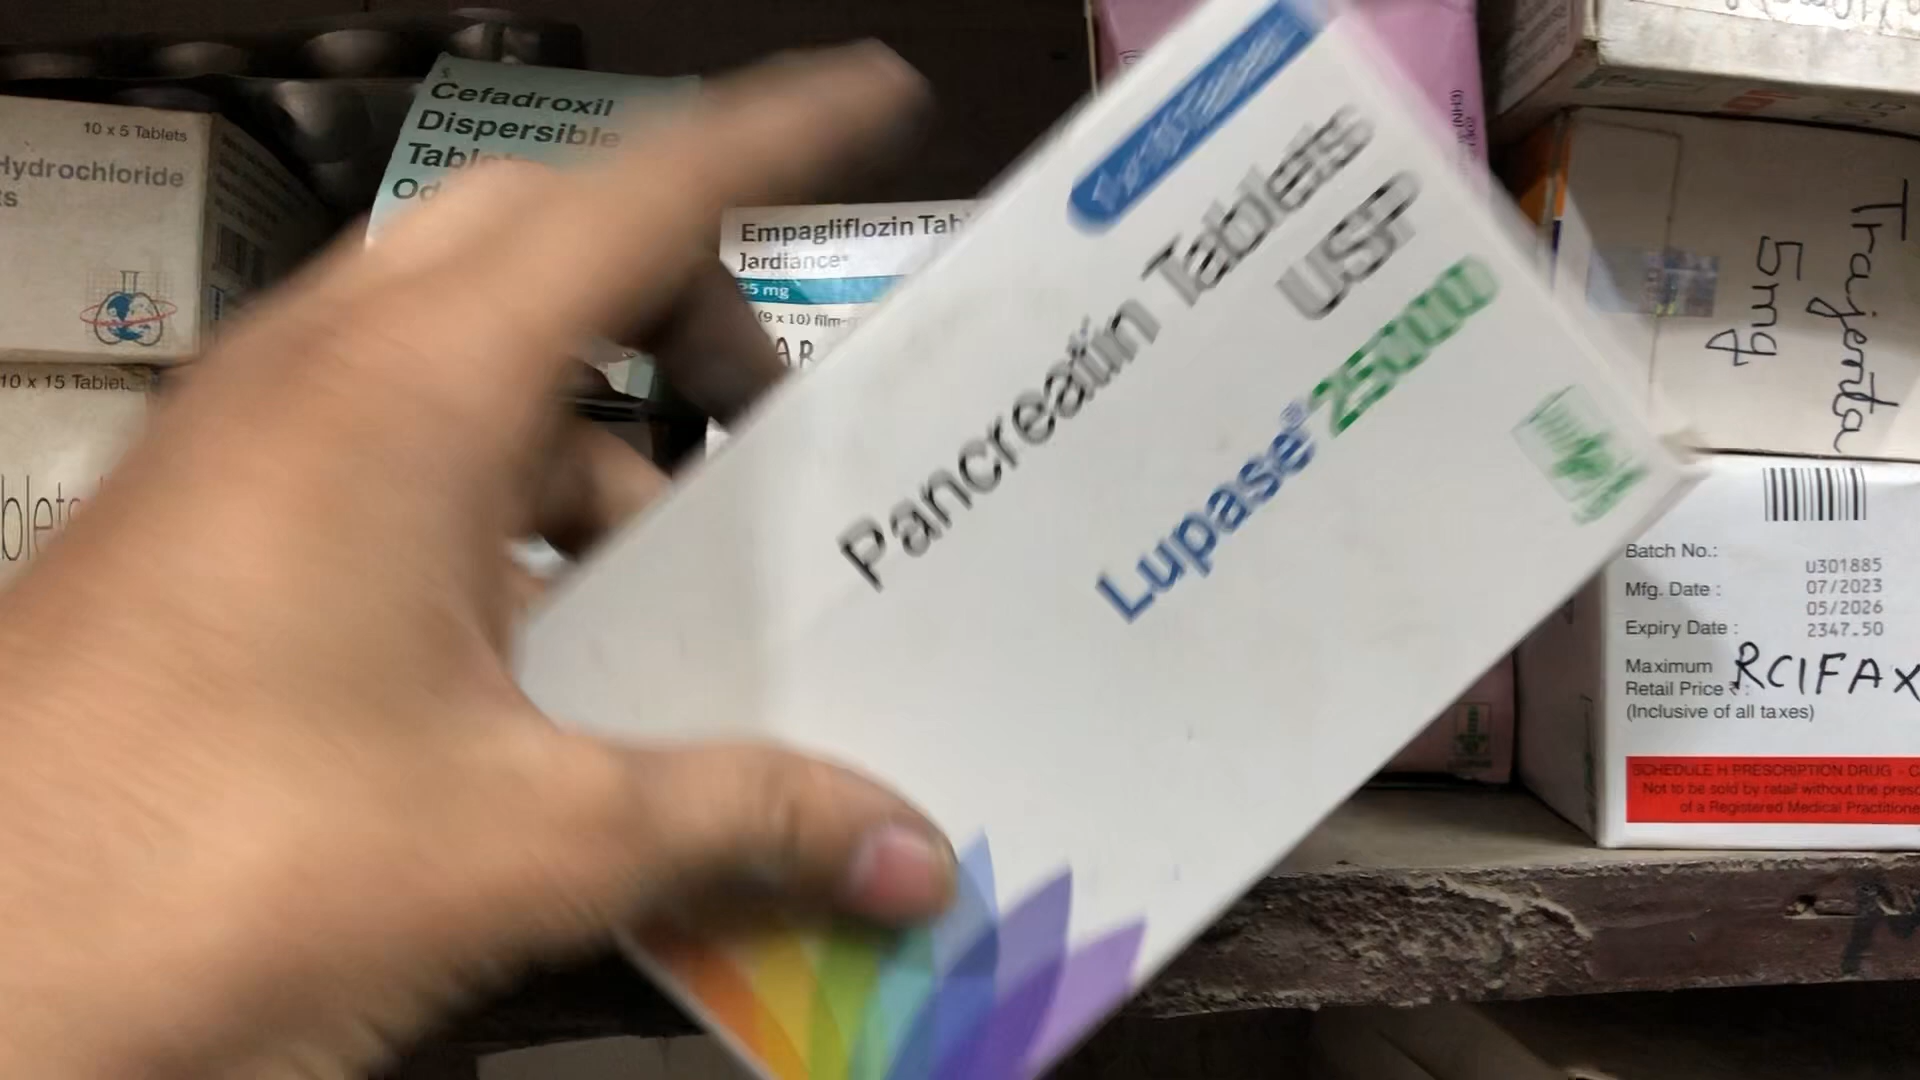 10 x 5 Tablets
Hydrochloride
Cefadroxil
Dispersible
Empagliflozin Tab
Jardiance®
25 mg
(9 x 10) film-
AR
10 x 15 Tablet
Pancreatin Tablets
USP
Lupase® 25000
Trajenta
5mg
Batch No.:
U301885
Mfg. Date :
07/2023
05/2026
Expiry Date :
2347.50
Maximum
Retail Price ₹ :
RCIFAX
(Inclusive of all taxes)
SCHEDULE H PRESCRIPTION DRUG - C
Not to be sold by retail without the presc
of a Registered Medical Practitione